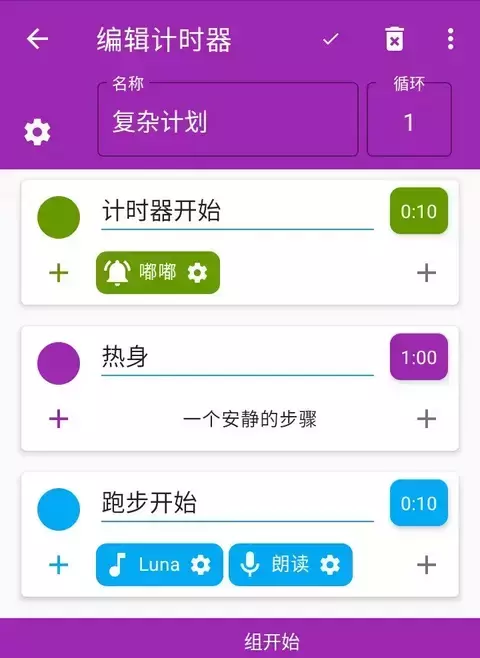 编辑计时器
名称
循环
复杂计划
1
计时器开始
0:10
嘟嘟
热身
1:00
一个安静的步骤
跑步开始
0:10
Luna
朗读
组开始